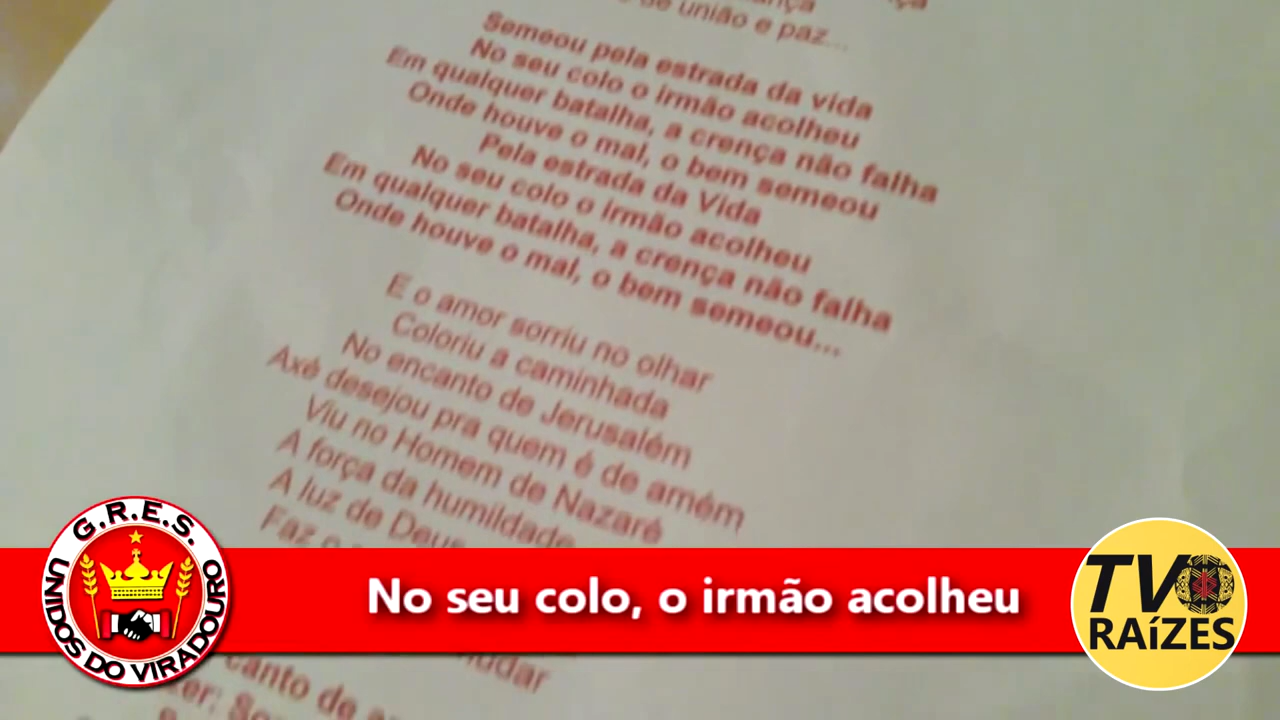 de união e paz...
Semeou pela estrada da vida
No seu colo o irmão acolheu
Em qualquer batalha, a crença não falha
Onde houve o mal, o bem semeou
Pela estrada da Vida
No seu colo o irmão acolheu
Em qualquer batalha, a crença não falha
Onde houve o mal, o bem semeou...
E o amor sorriu no olhar
Coloriu a caminhada
No encanto de Jerusalém
Axé desejou pra quem é de amém
Viu no Homem de Nazaré
A força da humildade
A luz de Deus
Faz o
canto de
G.R.E.S.
UNIDOS DO VIRADOURO
No seu colo, o irmão acolheu
TV
RAÍZES